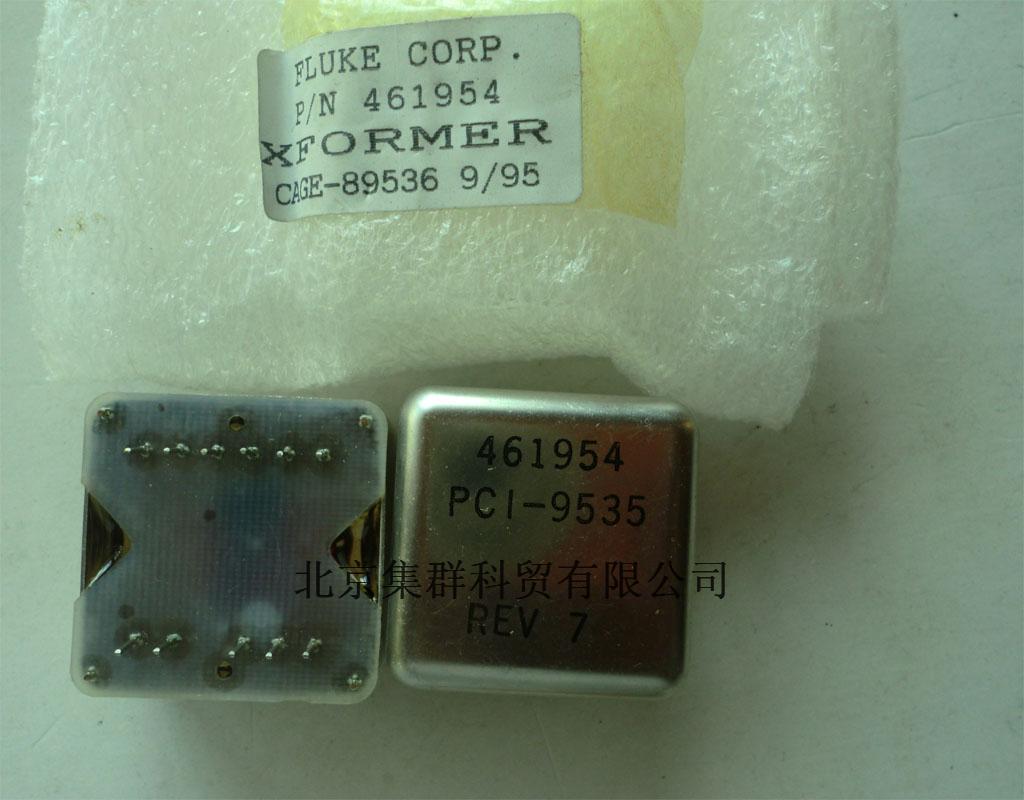 FLUKE CORP.
P/N 461954
XFORMER
CAGE-89536 9/95
461954
PCI-9535
北京集群科贸有限公司
REV 7